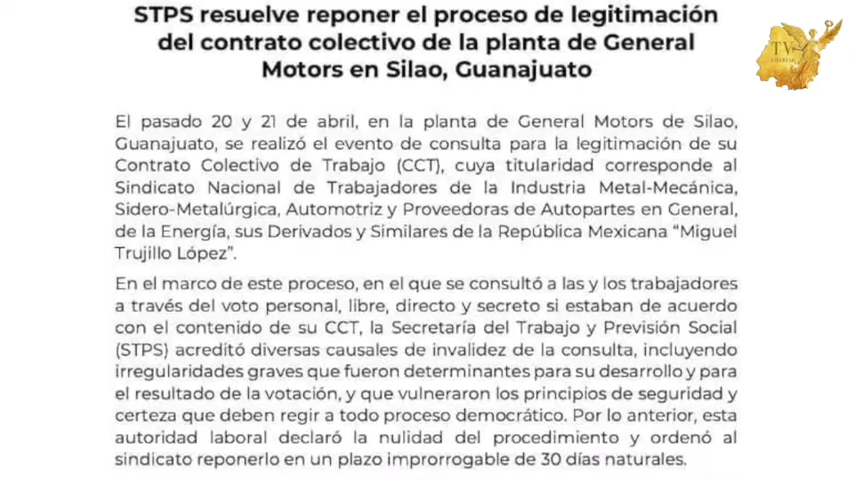 STPS resuelve reponer el proceso de legitimación
del contrato colectivo de la planta de General
Motors en Silao, Guanajuato
TV
El pasado 20 y 21 de abril, en la planta de General Motors de Silao,
Guanajuato, se realizó el evento de consulta para la legitimación de su
Contrato Colectivo de Trabajo (CCT), cuya titularidad corresponde al
Sindicato Nacional de Trabajadores de la Industria Metal-Mecánica,
Sidero-Metalúrgica, Automotriz y Proveedoras de Autopartes en General,
de la Energía, sus Derivados y Similares de la República Mexicana “Miguel
Trujillo López”.
En el marco de este proceso, en el que se consultó a las y los trabajadores
a través del voto personal, libre, directo y secreto si estaban de acuerdo
con el contenido de su CCT, la Secretaría del Trabajo y Previsión Social
(STPS) acreditó diversas causales de invalidez de la consulta, incluyendo
irregularidades graves que fueron determinantes para su desarrollo y para
el resultado de la votación, y que vulneraron los principios de seguridad y
certeza que deben regir a todo proceso democrático. Por lo anterior, esta
autoridad laboral declaró la nulidad del procedimiento y ordenó al
sindicato reponerlo en un plazo improrrogable de 30 días naturales.